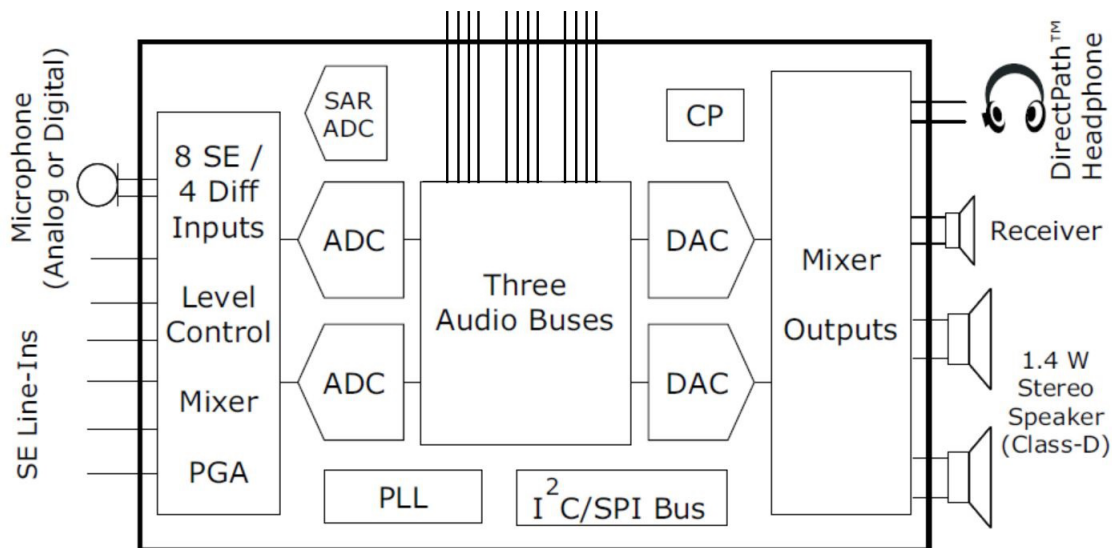 Microphone
(Analog or Digital)
SE Line-Ins
8 SE /
4 Diff
Inputs
Level
Control
Mixer
PGA
SAR
ADC
ADC
ADC
Three
Audio Buses
PLL
I²C/SPI Bus
CP
DAC
DAC
Mixer
Outputs
DirectPath™
Headphone
Receiver
1.4 W
Stereo
Speaker
(Class-D)